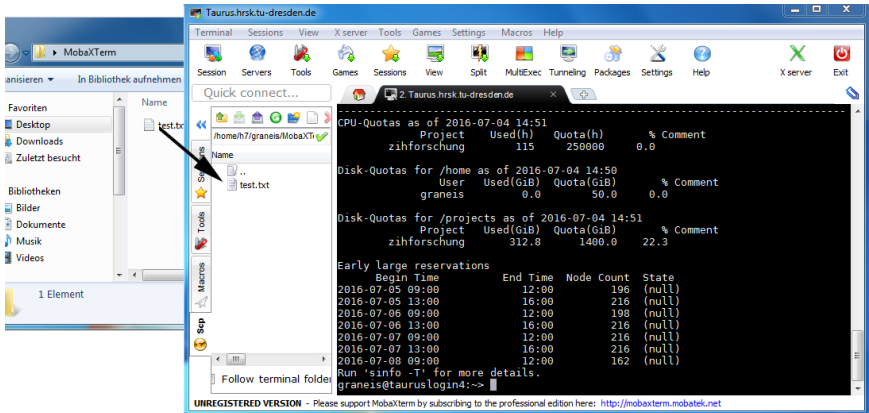 MobaXTerm
anisieren In Bibliothek aufnehmen
Favoriten
Desktop
Downloads
Zuletzt besucht
Bibliotheken
Bilder
Dokumente
Musik
Videos
Name
1 Element
Taurus.hrsk.tu-dresden.de
Terminal Sessions View X server Tools Games Settings Macros Help
Session Servers Tools Games Sessions View Split MultiExec Tunneling Packages Settings Help X server Exit
Quick connect...
2. Taurus.hrsk.tu-dresden.de
/home/h7/graneis/MobaXT
Name
..
test.txt
Tools
Macros
Scp
Follow terminal folder
CPU-Quotas as of 2016-07-04 14:51
Project Used(h) Quota(h) % Comment
zihforschung 115 250000 0.0
Disk-Quotas for /home as of 2016-07-04 14:50
User Used(GiB) Quota(GiB) % Comment
graneis 0.0 50.0 0.0
Disk-Quotas for /projects as of 2016-07-04 14:51
Project Used(GiB) Quota(GiB) % Comment
zihforschung 312.8 1400.0 22.3
Early large reservations
Begin Time End Time Node Count State
2016-07-05 09:00 12:00 196 (null)
2016-07-05 13:00 16:00 216 (null)
2016-07-06 09:00 12:00 198 (null)
2016-07-06 13:00 16:00 216 (null)
2016-07-07 09:00 12:00 216 (null)
2016-07-07 13:00 16:00 216 (null)
2016-07-08 09:00 12:00 162 (null)
Run 'sinfo -T' for more details.
graneis@tauruslogin4:~>
UNREGISTERED VERSION - Please support MobaXterm by subscribing to the professional edition here: http://mobaxterm.mobatek.net